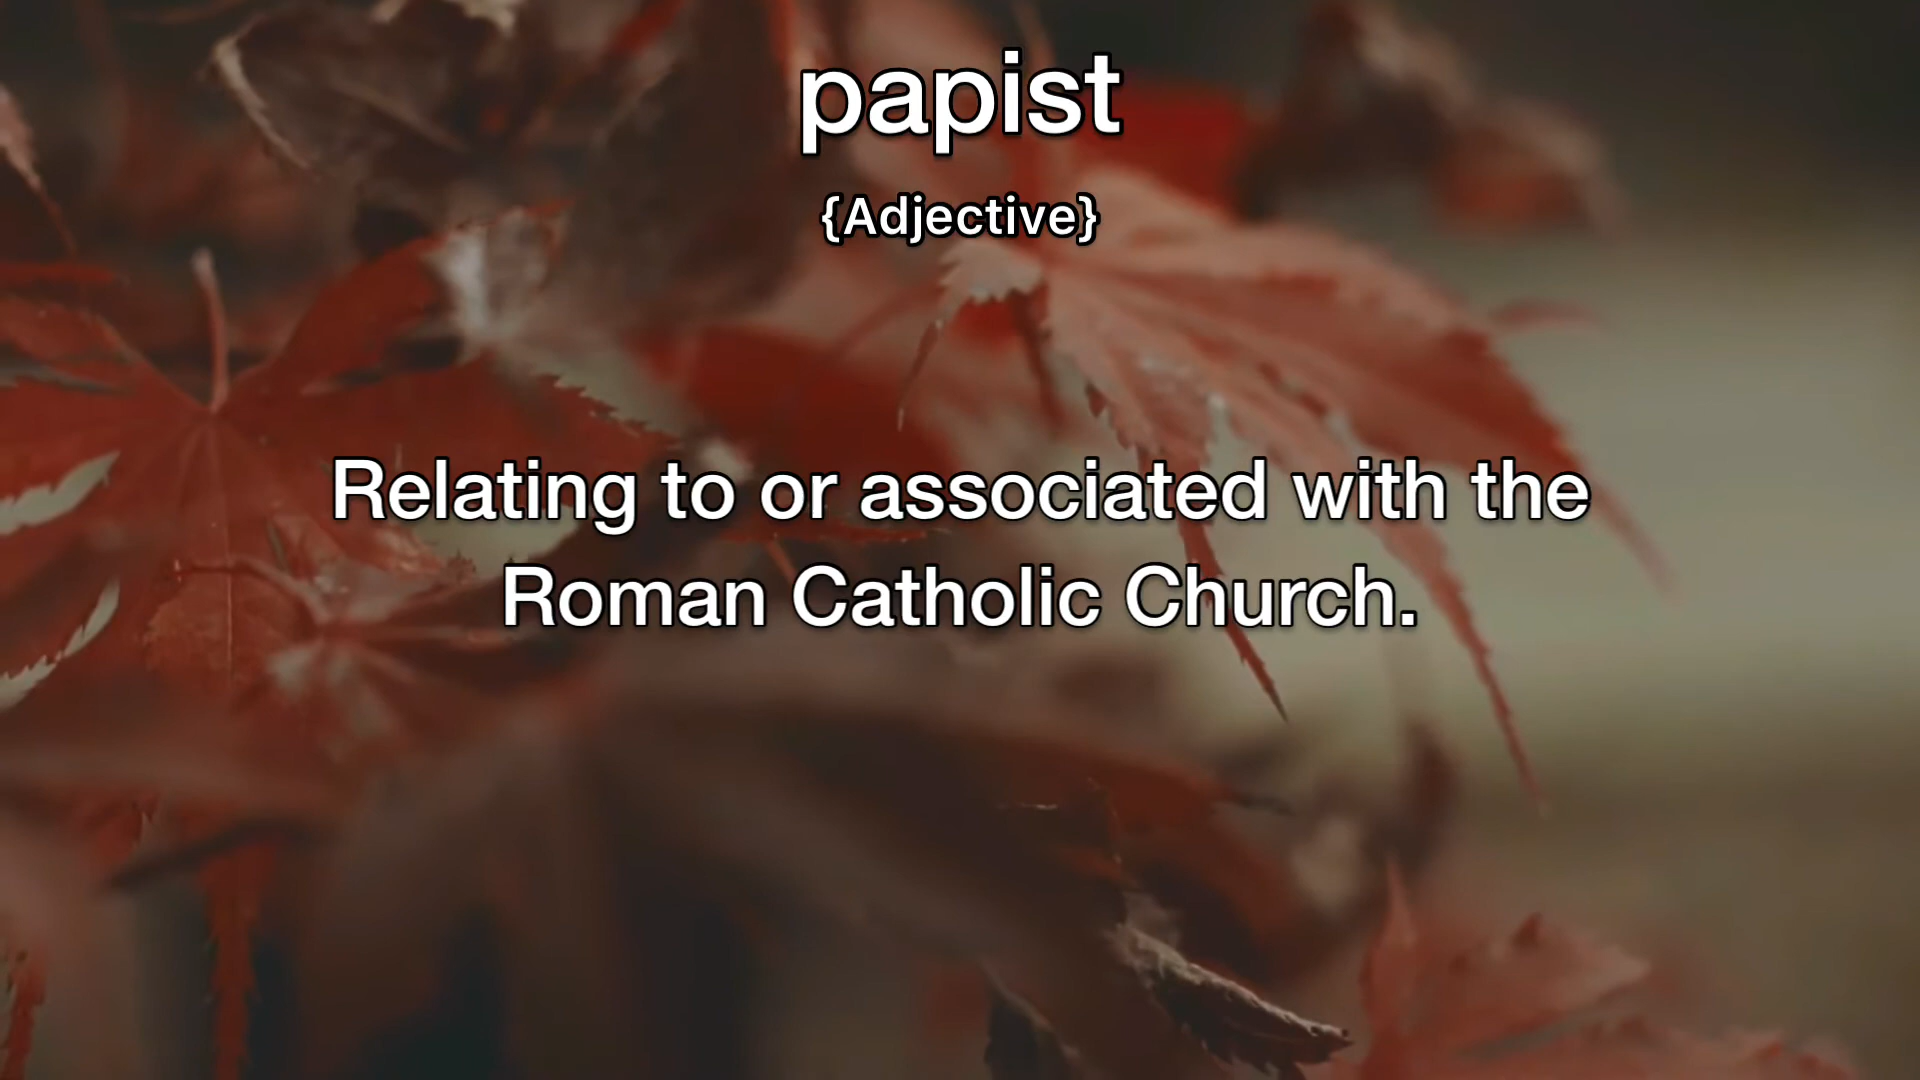 papist
{Adjective}
Relating to or associated with the
Roman Catholic Church.